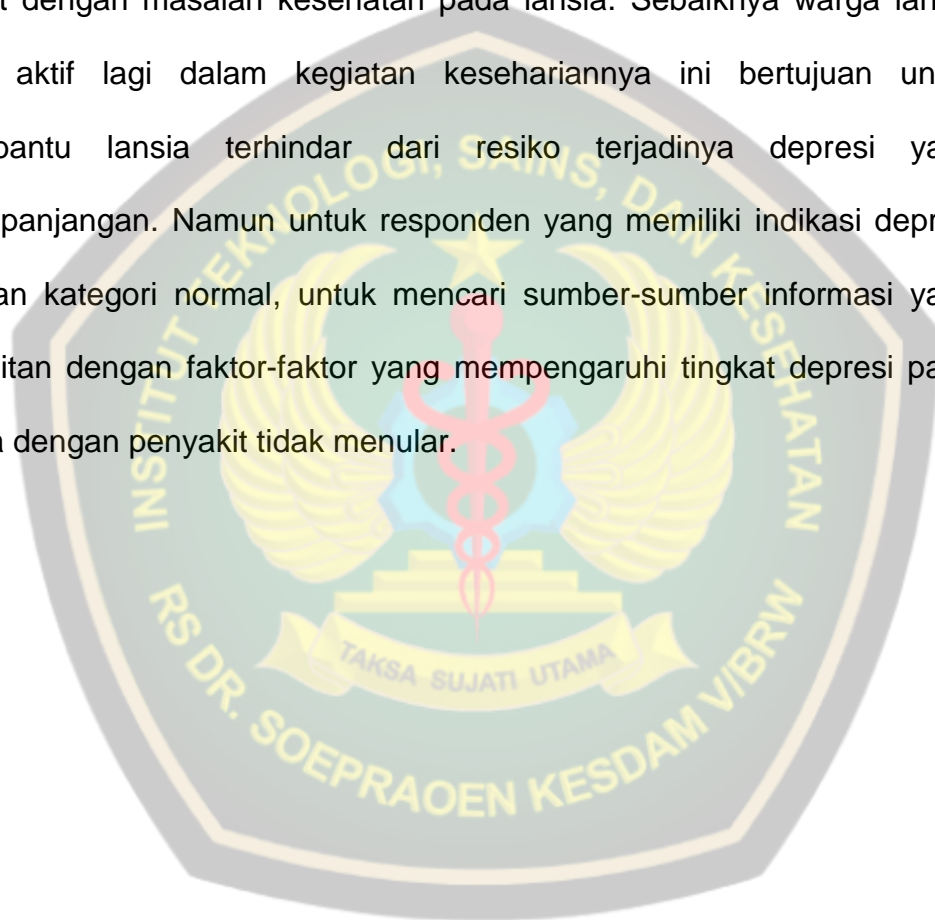 t dengan masalah kesehatan pada lansia. Sebaiknya warga lan
aktif lagi dalam kegiatan kesehariannya ini bertujuan un
bantu lansia terhindar dari resiko terjadinya depresi ya
panjangan. Namun untuk responden yang memiliki indikasi depr
an kategori normal, untuk mencari sumber-sumber informasi ya
itan dengan faktor-faktor yang mempengaruhi tingkat depresi pa
a dengan penyakit tidak menular.
INSTITUT TEKNOLOGI, SAINS, DAN KESEHATAN
TAKSA SUJATI UTAMA
RS DR. SOEPRAOEN KESDAM V/BRW